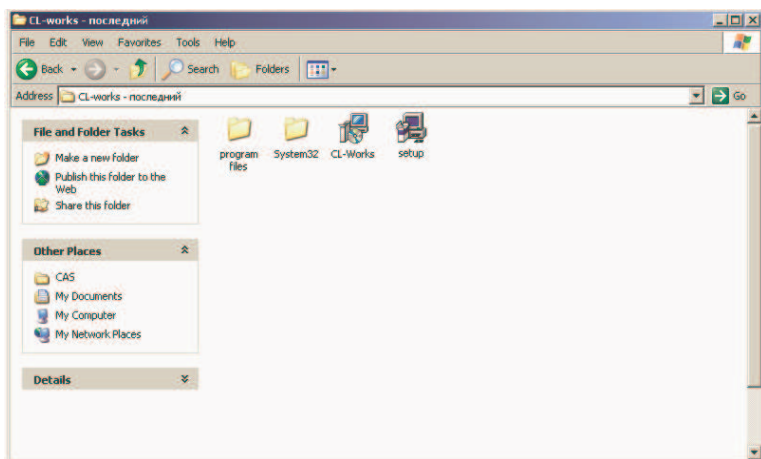 CL-works - последний
File Edit View Favorites Tools Help
Back Search Folders
Address CL-works - последний Go
File and Folder Tasks
Make a new folder
Publish this folder to the
Web
Share this folder
Other Places
CAS
My Documents
My Computer
My Network Places
Details
program
files
System32
CL-Works
setup